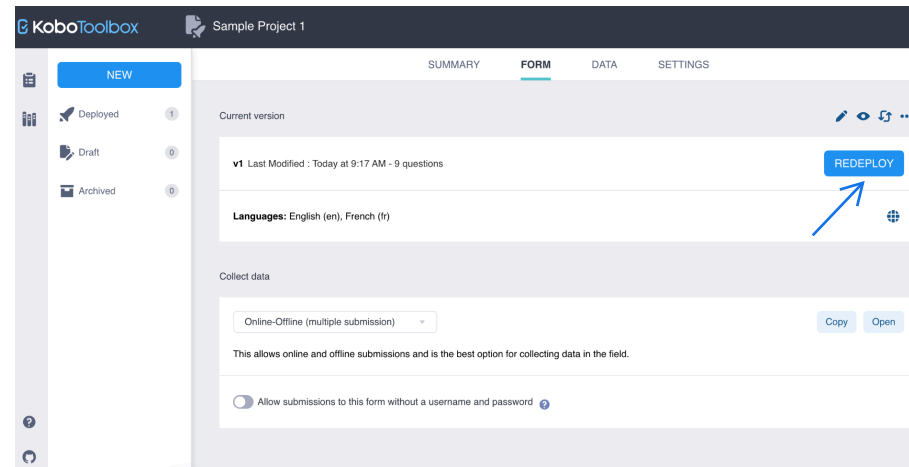 KoboToolbox
Sample Project 1
SUMMARY FORM DATA SETTINGS
NEW
Deployed 1
Draft 0
Archived 0
Current version
v1 Last Modified : Today at 9:17 AM - 9 questions
REDEPLOY
Languages: English (en), French (fr)
Collect data
Online-Offline (multiple submission)
Copy Open
This allows online and offline submissions and is the best option for collecting data in the field.
Allow submissions to this form without a username and password ?
?